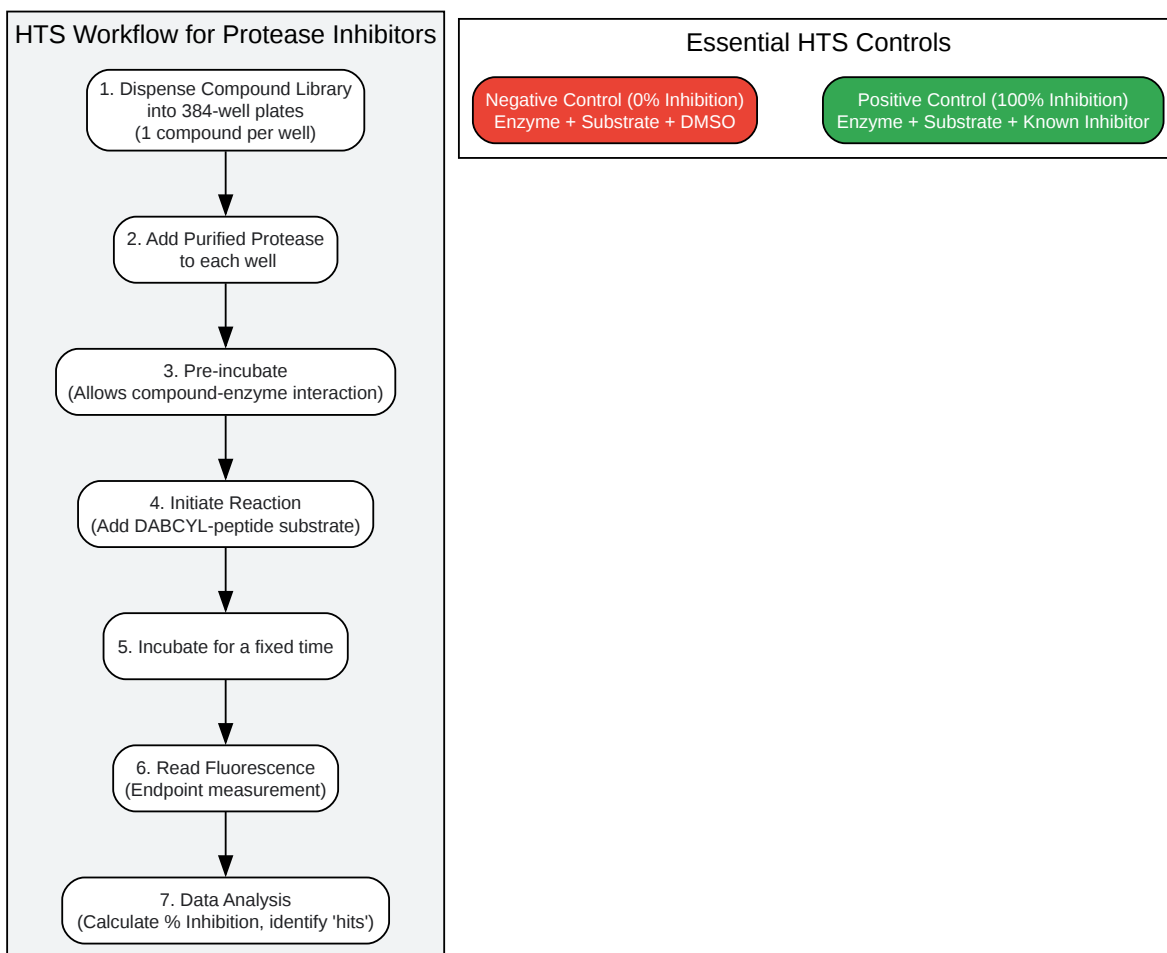 HTS Workflow for Protease Inhibitors
1. Dispense Compound Library
into 384-well plates
(1 compound per well)
2. Add Purified Protease
to each well
3. Pre-incubate
(Allows compound-enzyme interaction)
4. Initiate Reaction
(Add DABCYL-peptide substrate)
5. Incubate for a fixed time
6. Read Fluorescence
(Endpoint measurement)
7. Data Analysis
(Calculate % Inhibition, identify 'hits')
Essential HTS Controls
Negative Control (0% Inhibition)
Enzyme + Substrate + DMSO
Positive Control (100% Inhibition)
Enzyme + Substrate + Known Inhibitor